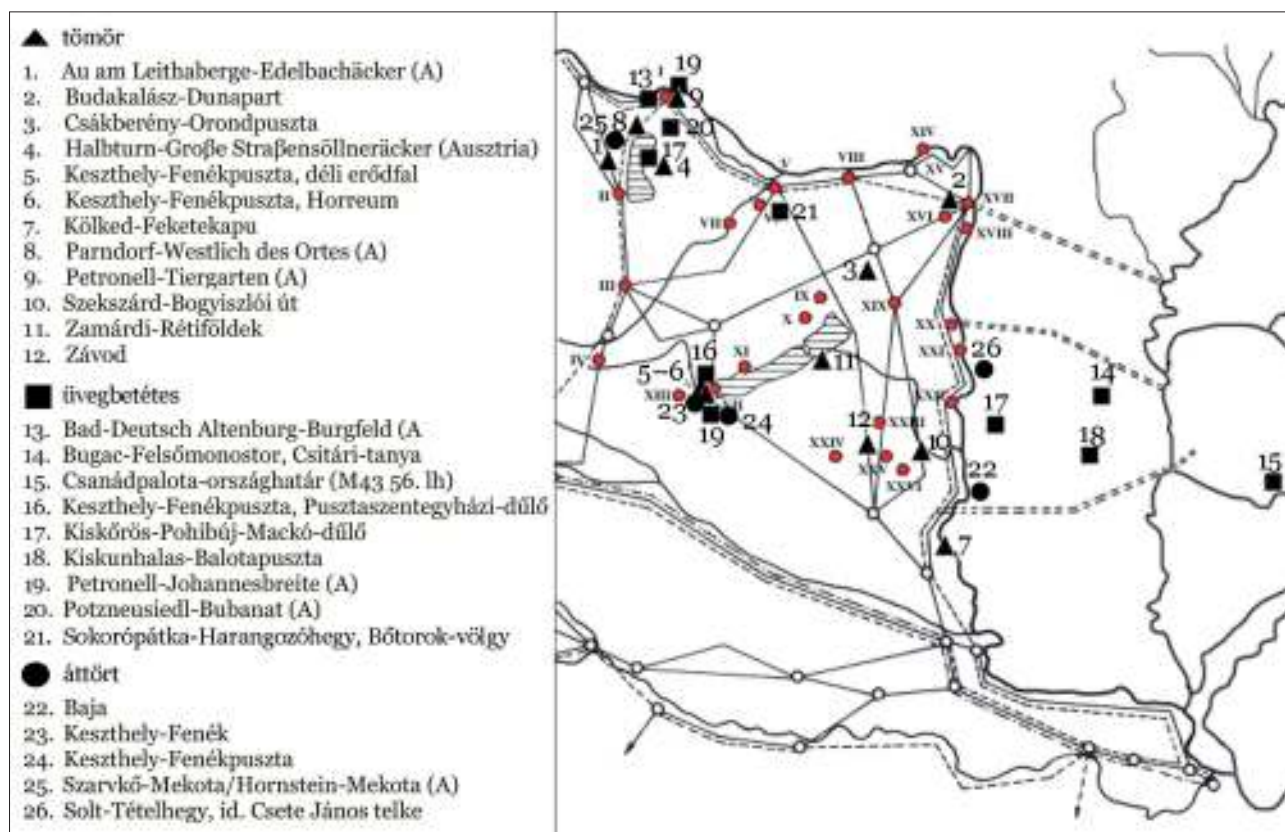 tömör
1. Au am Leithaberge-Edelbachäcker (A)
2. Budakalász-Dunapart
3. Csákberény-Orondpuszta
4. Halbturn-Große Straßensöllneräcker (Ausztria)
5. Keszthely-Fenékpuszta, déli erődfal
6. Keszthely-Fenékpuszta, Horreum
7. Kölked-Feketekapu
8. Parndorf-Westlich des Ortes (A)
9. Petronell-Tiergarten (A)
10. Szekszárd-Bogyiszlói út
11. Zamárdi-Rétiföldek
12. Závod
üvegbetétes
13. Bad-Deutsch Altenburg-Burgfeld (A
14. Bugac-Felsőmonostor, Csitári-tanya
15. Csanádpalota-országhatár (M43 56. lh)
16. Keszthely-Fenékpuszta, Pusztaszentegyházi-dűlő
17. Kiskőrös-Pohibúj-Mackó-dűlő
18. Kiskunhalas-Balotapuszta
19. Petronell-Johannesbreite (A)
20. Potzneusiedl-Bubanat (A)
21. Sokorópátka-Harangozóhegy, Bőtorok-völgy
áttört
22. Baja
23. Keszthely-Fenék
24. Keszthely-Fenékpuszta
25. Szarvkő-Mekota/Hornstein-Mekota (A)
26. Solt-Tételhegy, id. Csete János telke
19
13 I
9
25 8
20
1
17
4
II
V
VIII
XIV
XV
2
XVII
XVI
XVIII
VII
21
3
III
IX
X
XIX
XX
XXI
26
IV
16
XI
11
5–6
XIII
23
24
19
12
XXIII
XXIV
XXV
XXVI
10
XXII
17
14
18
22
15
7